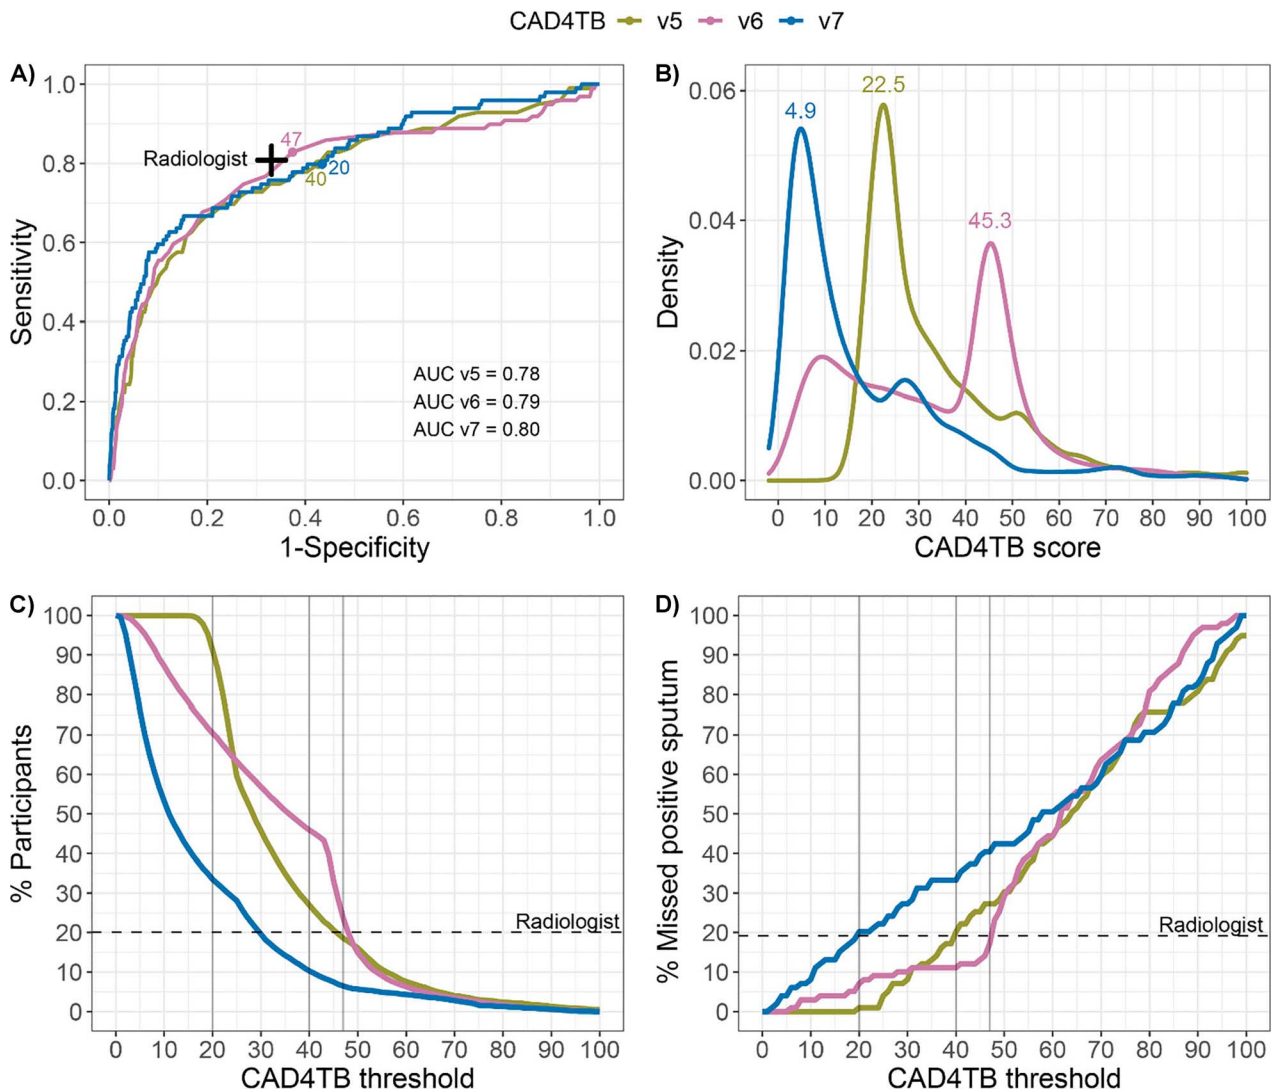 CAD4TB v5 v6 v7
A)
1.0
0.8
0.6
0.4
0.2
0.0
Sensitivity
47
Radiologist
20
40
AUC v5 = 0.78
AUC v6 = 0.79
AUC v7 = 0.80
0.0 0.2 0.4 0.6 0.8 1.0
1-Specificity
B)
0.06
0.04
0.02
0.00
Density
22.5
4.9
45.3
0 10 20 30 40 50 60 70 80 90 100
CAD4TB score
C)
100
90
80
70
60
50
40
30
20
10
0
% Participants
Radiologist
0 10 20 30 40 50 60 70 80 90 100
CAD4TB threshold
D)
100
90
80
70
60
50
40
30
20
10
0
% Missed positive sputum
Radiologist
0 10 20 30 40 50 60 70 80 90 100
CAD4TB threshold